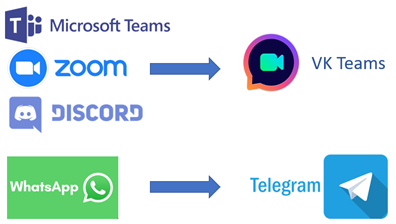 Microsoft Teams
zoom
VK Teams
DISCORD
WhatsApp
Telegram